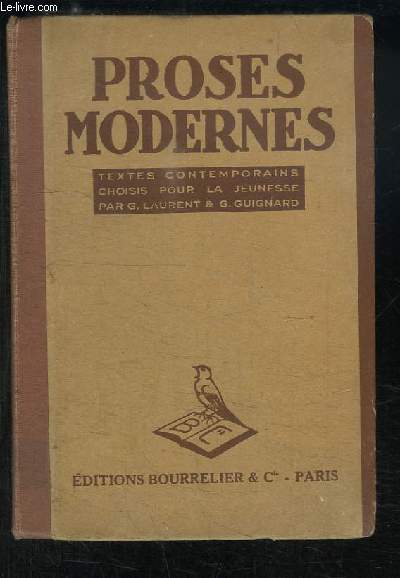 Le-livre.com
PROSES
MODERNES
TEXTES CONTEMPORAINS
CHOISIS POUR LA JEUNESSE
PAR G. LAURENT & G. GUIGNARD
B E
ÉDITIONS BOURRELIER & Cie - PARIS